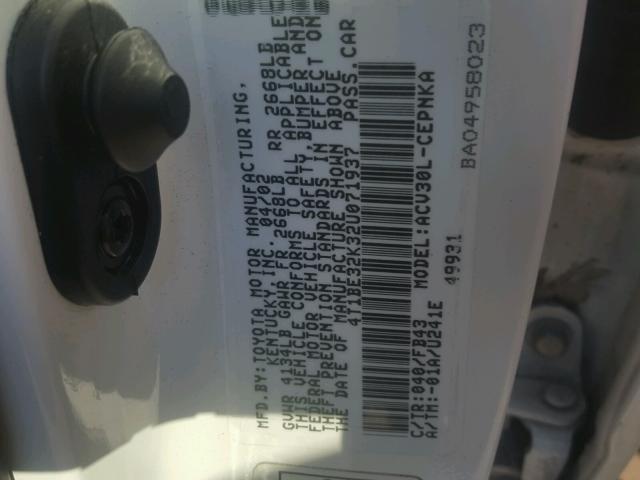 MFD.BY:TOYOTA MOTOR MANUFACTURING,
KENTUCKY,INC. 04/02
GVWR 4134LB GAWR FR 2668LB RR 2668LB
THIS VEHICLE CONFORMS TO ALL APPLICABLE
FEDERAL MOTOR VEHICLE SAFETY,BUMPER AND
THEFT PREVENTION STANDARDS IN EFFECT ON
THE DATE OF MANUFACTURE SHOWN ABOVE
4T1BE32K32U071937 PASS.CAR
C/TR:040/FB43 MODEL:ACV30L-CEPNKA
A/TM:-01A/U241E 49931
BA04958023